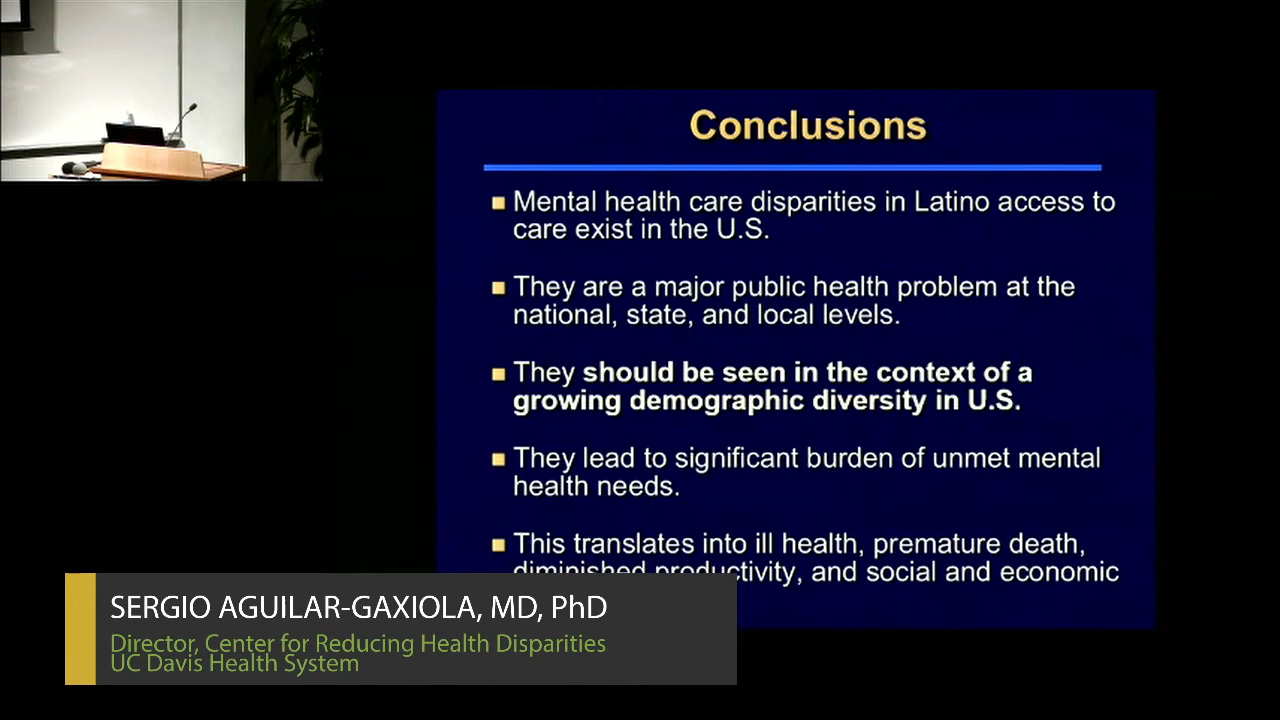 Conclusions
Mental health care disparities in Latino access to
care exist in the U.S.
They are a major public health problem at the
national, state, and local levels.
They should be seen in the context of a
growing demographic diversity in U.S.
They lead to significant burden of unmet mental
health needs.
This translates into ill health, premature death,
diminished productivity, and social and economic
SERGIO AGUILAR-GAXIOLA, MD, PhD
Director, Center for Reducing Health Disparities
UC Davis Health System